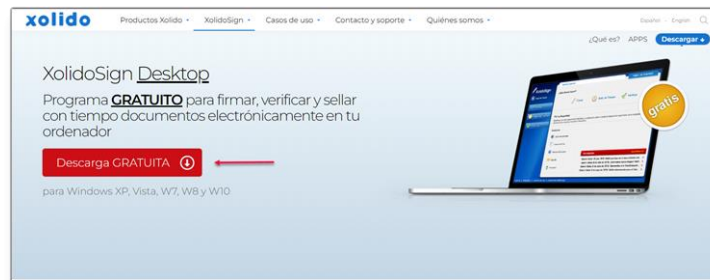 xolido Productos Xolido XolidoSign Casos de uso Contacto y soporte Quiénes somos Español - English
¿Qué es? APPS Descargar
XolidoSign Desktop
Programa GRATUITO para firmar, verificar y sellar
con tiempo documentos electrónicamente en tu
ordenador
Descarga GRATUITA
para Windows XP, Vista, W7, W8 y W10
gratis